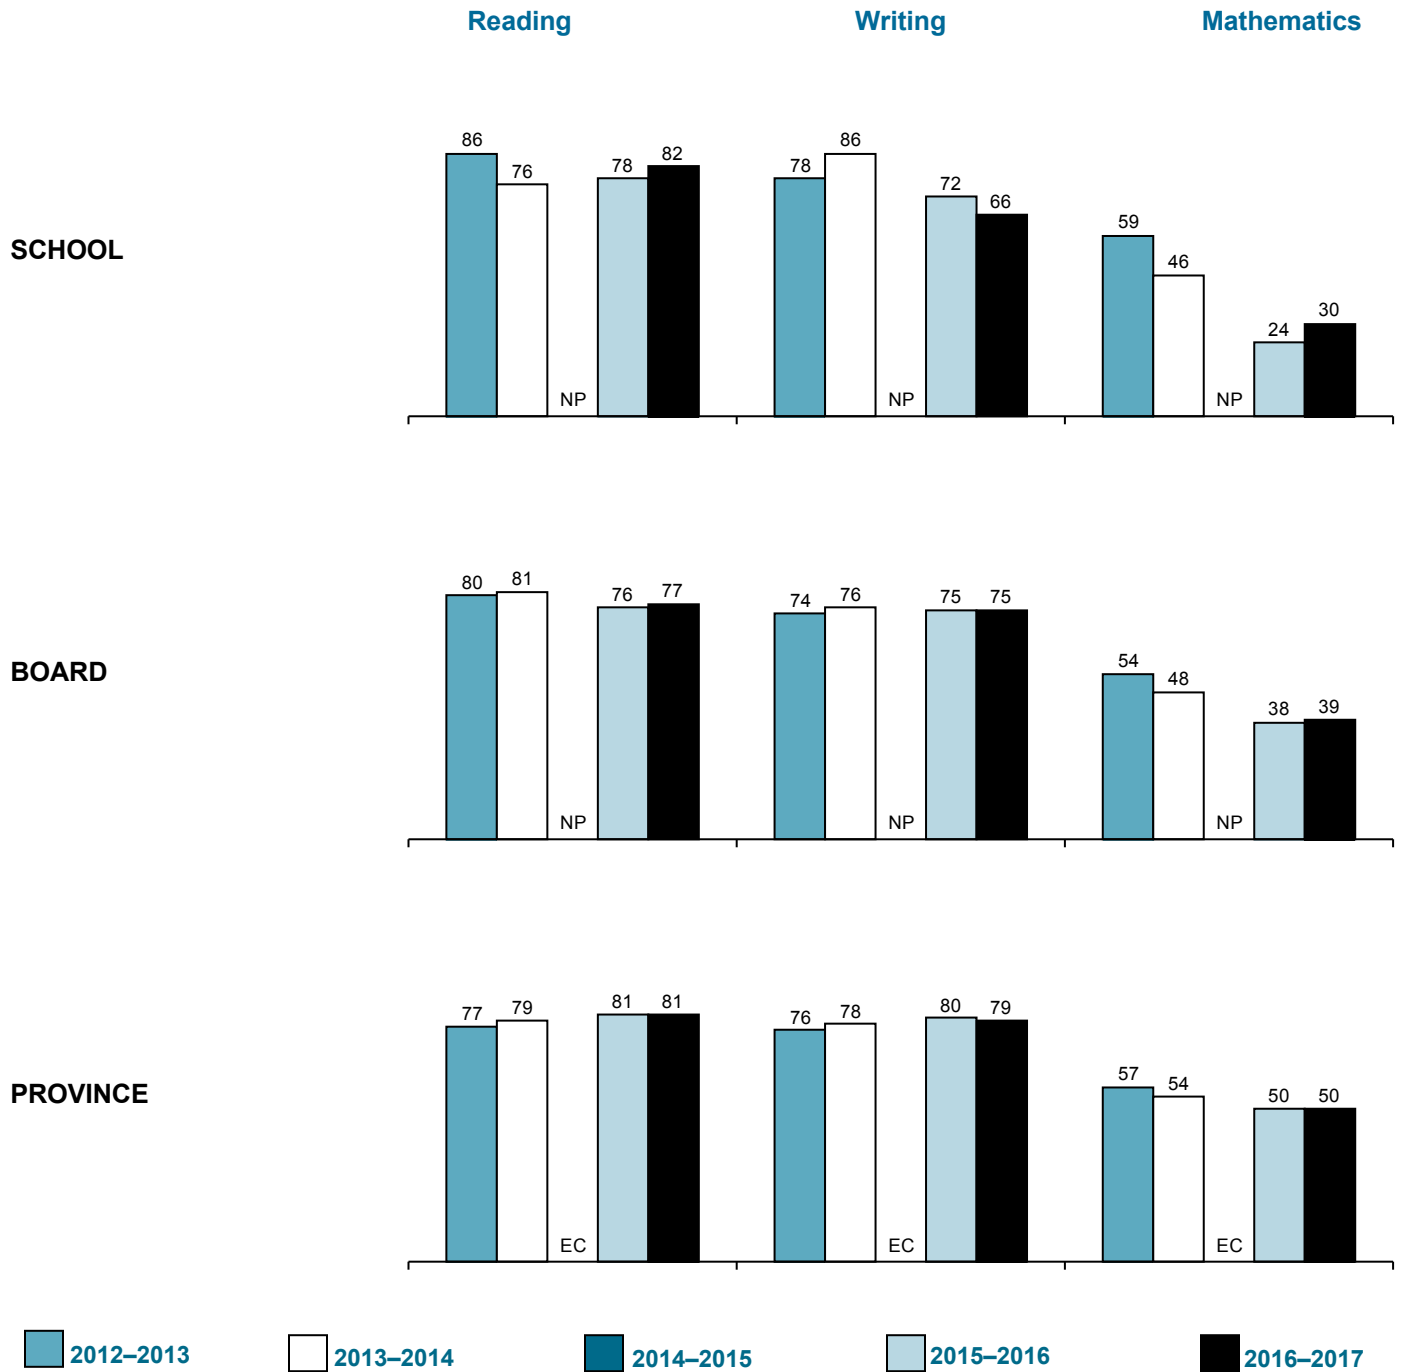 Reading Writing Mathematics
SCHOOL
86 76 NP 78 82 78 86 NP 72 66 59 46 NP 24 30
BOARD
80 81 NP 76 77 74 76 NP 75 75 54 48 NP 38 39
PROVINCE
77 79 EC 81 81 76 78 EC 80 79 57 54 EC 50 50
2012–2013 2013–2014 2014–2015 2015–2016 2016–2017